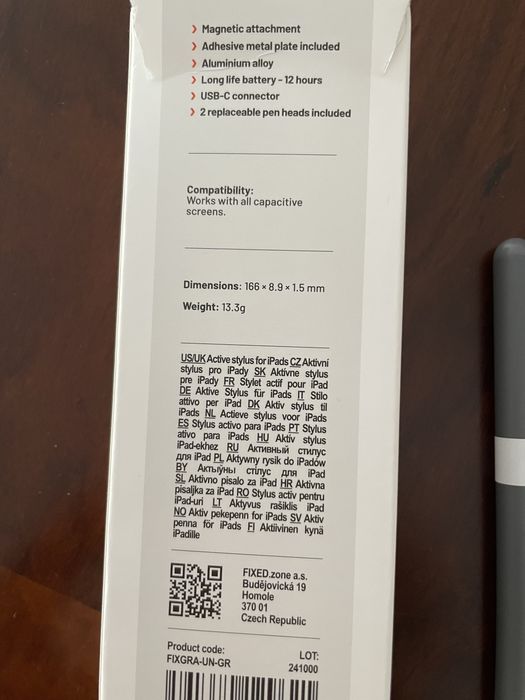 › Magnetic attachment
› Adhesive metal plate included
› Aluminium alloy
› Long life battery - 12 hours
› USB-C connector
› 2 replaceable pen heads included
Compatibility:
Works with all capacitive
screens.
Dimensions: 166 × 8.9 × 1.5 mm
Weight: 13.3g
US/UK Active stylus for iPads CZ Aktivní
stylus pro iPady SK Aktívne stylus
pre iPady FR Stylet actif pour iPad
DE Aktive Stylus für iPads IT Stilo
attivo per iPad DK Aktiv stylus til
iPads NL Actieve stylus voor iPads
ES Stylus activo para iPads PT Stylus
ativo para iPads HU Aktív stylus
iPad-ekhez RU Активный стилус
для iPad PL Aktywny rysik do iPadów
BY Актыўны стілус для iPad
SL Aktivno pisalo za iPad HR Aktivna
pisaljka za iPad RO Stylus activ pentru
iPad-uri LT Aktyvus rašiklis iPad
NO Aktiv pekepenn for iPads SV Aktiv
penna för iPads FI Aktiivinen kynä
iPadille
FIXED.zone a.s.
Budějovická 19
Homole
370 01
Czech Republic
Product code:
FIXGRA-UN-GR
LOT:
241000